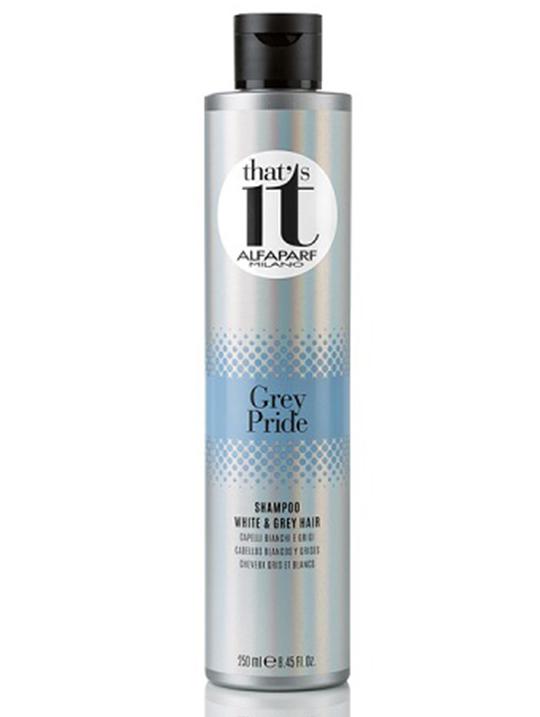 that's
it
ALFAPARF
MILANO
Grey
Pride
SHAMPOO
WHITE & GREY HAIR
CAPELLI BIANCHI E GRIGI
CABELLOS BLANCOS Y GRISES
CHEVEUX GRIS ET BLANCS
250 ml ℮ 8.45 Fl. Oz.